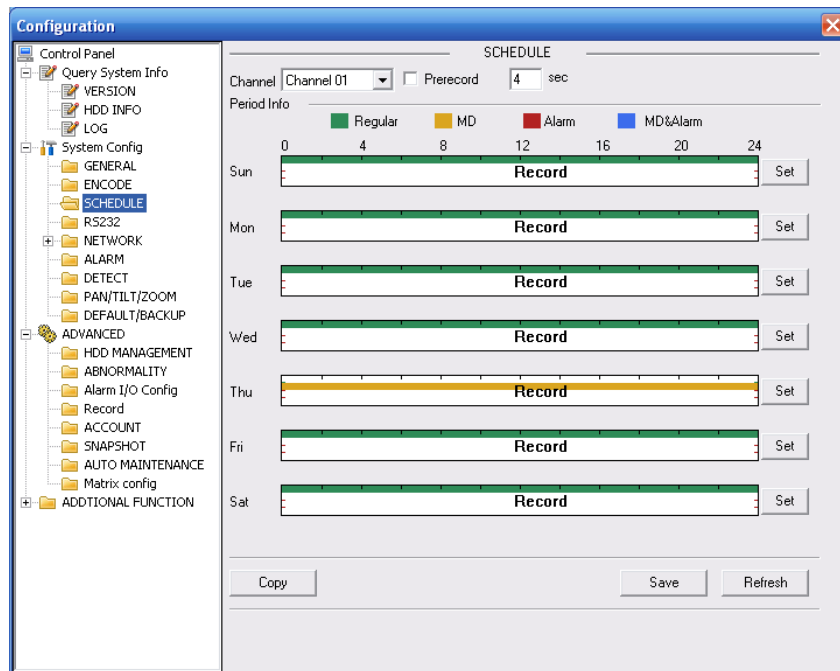 Configuration
Control Panel
Query System Info
VERSION
HDD INFO
LOG
System Config
GENERAL
ENCODE
SCHEDULE
RS232
NETWORK
ALARM
DETECT
PAN/TILT/ZOOM
DEFAULT/BACKUP
ADVANCED
HDD MANAGEMENT
ABNORMALITY
Alarm I/O Config
Record
ACCOUNT
SNAPSHOT
AUTO MAINTENANCE
Matrix config
ADDTIONAL FUNCTION
SCHEDULE
Channel Channel 01 Prerecord 4 sec
Period Info
Regular MD Alarm MD&Alarm
0 4 8 12 16 20 24
Sun Record Set
Mon Record Set
Tue Record Set
Wed Record Set
Thu Record Set
Fri Record Set
Sat Record Set
Copy Save Refresh